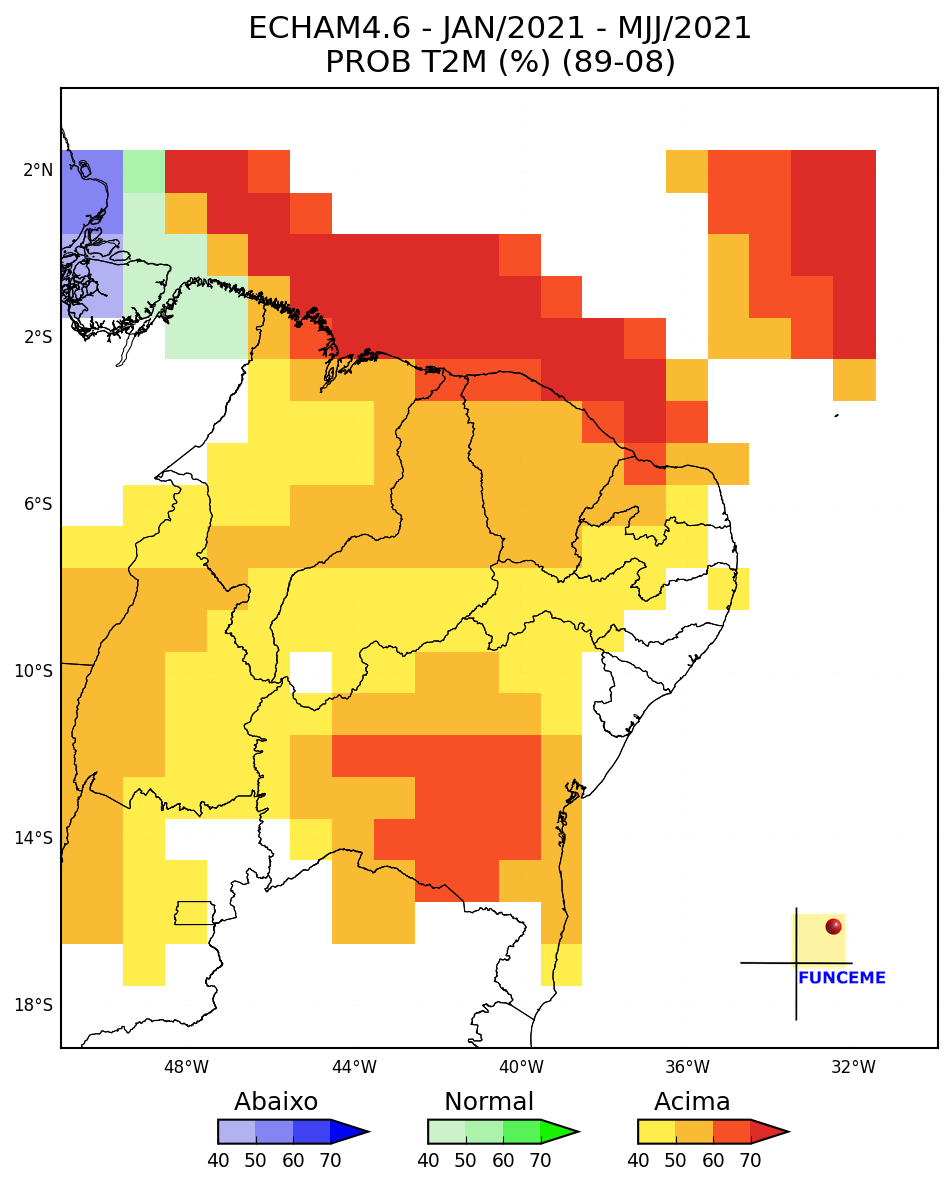 ECHAM4.6 - JAN/2021 - MJJ/2021
PROB T2M (%) (89-08)
2°N
2°S
6°S
10°S
14°S
18°S
FUNCEME
48°W 44°W 40°W 36°W 32°W
Abaixo Normal Acima
40 50 60 70 40 50 60 70 40 50 60 70